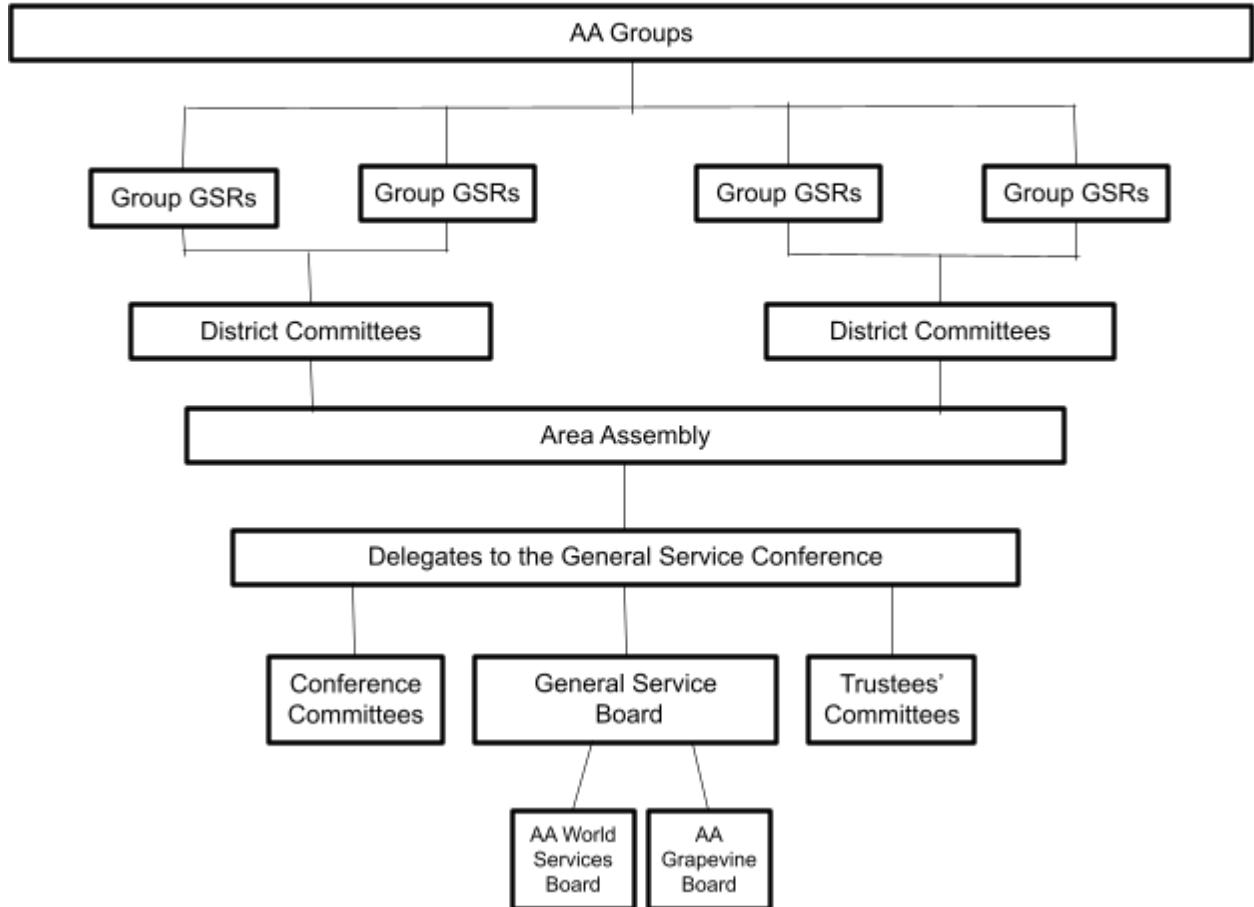 AA Groups
Group GSRs
Group GSRs
Group GSRs
Group GSRs
District Committees
District Committees
Area Assembly
Delegates to the General Service Conference
Conference
Committees
General Service
Board
Trustees’
Committees
AA World
Services
Board
AA
Grapevine
Board